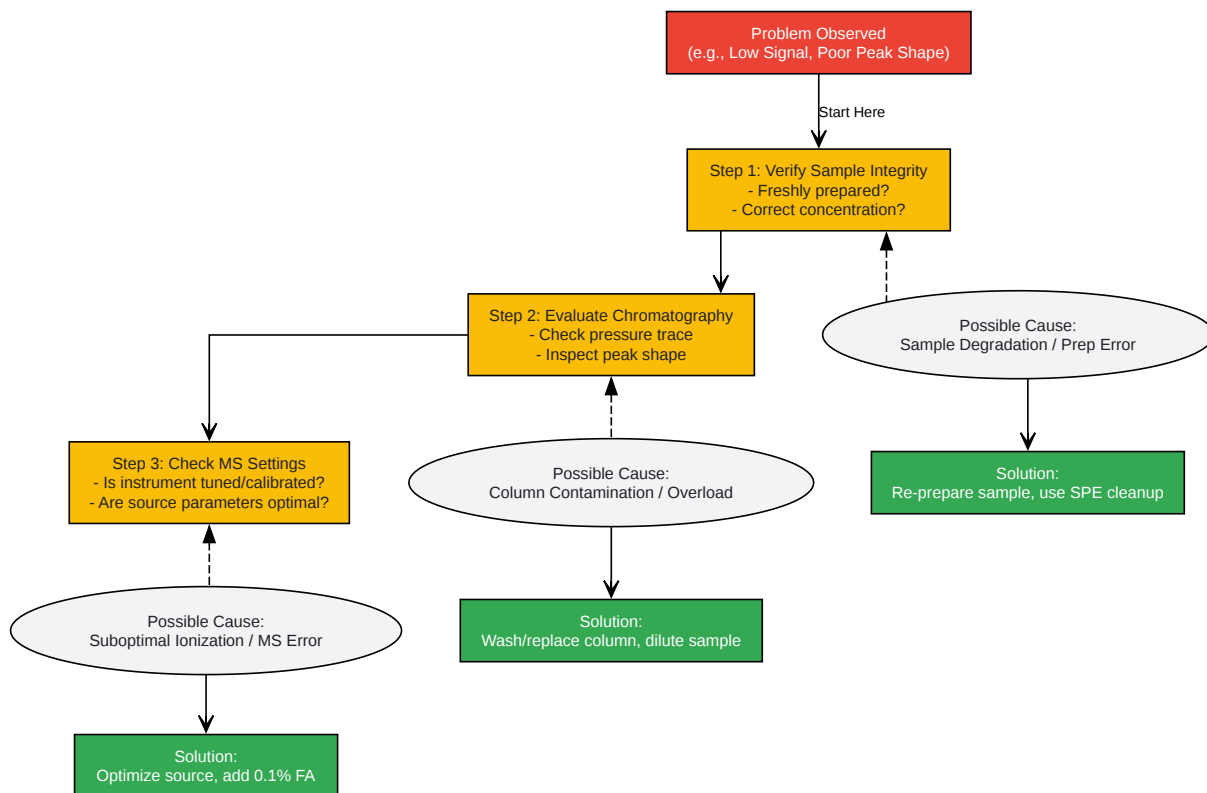 Problem Observed
(e.g., Low Signal, Poor Peak Shape)
Start Here
Step 1: Verify Sample Integrity
- Freshly prepared?
- Correct concentration?
Step 2: Evaluate Chromatography
- Check pressure trace
- Inspect peak shape
Possible Cause:
Sample Degradation / Prep Error
Step 3: Check MS Settings
- Is instrument tuned/calibrated?
- Are source parameters optimal?
Possible Cause:
Column Contamination / Overload
Solution:
Re-prepare sample, use SPE cleanup
Possible Cause:
Suboptimal Ionization / MS Error
Solution:
Wash/replace column, dilute sample
Solution:
Optimize source, add 0.1% FA